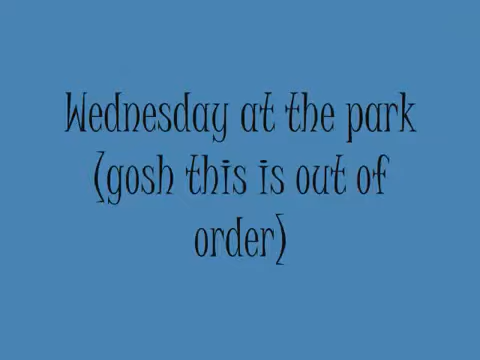 Wednesday at the park
(gosh this is out of
order)